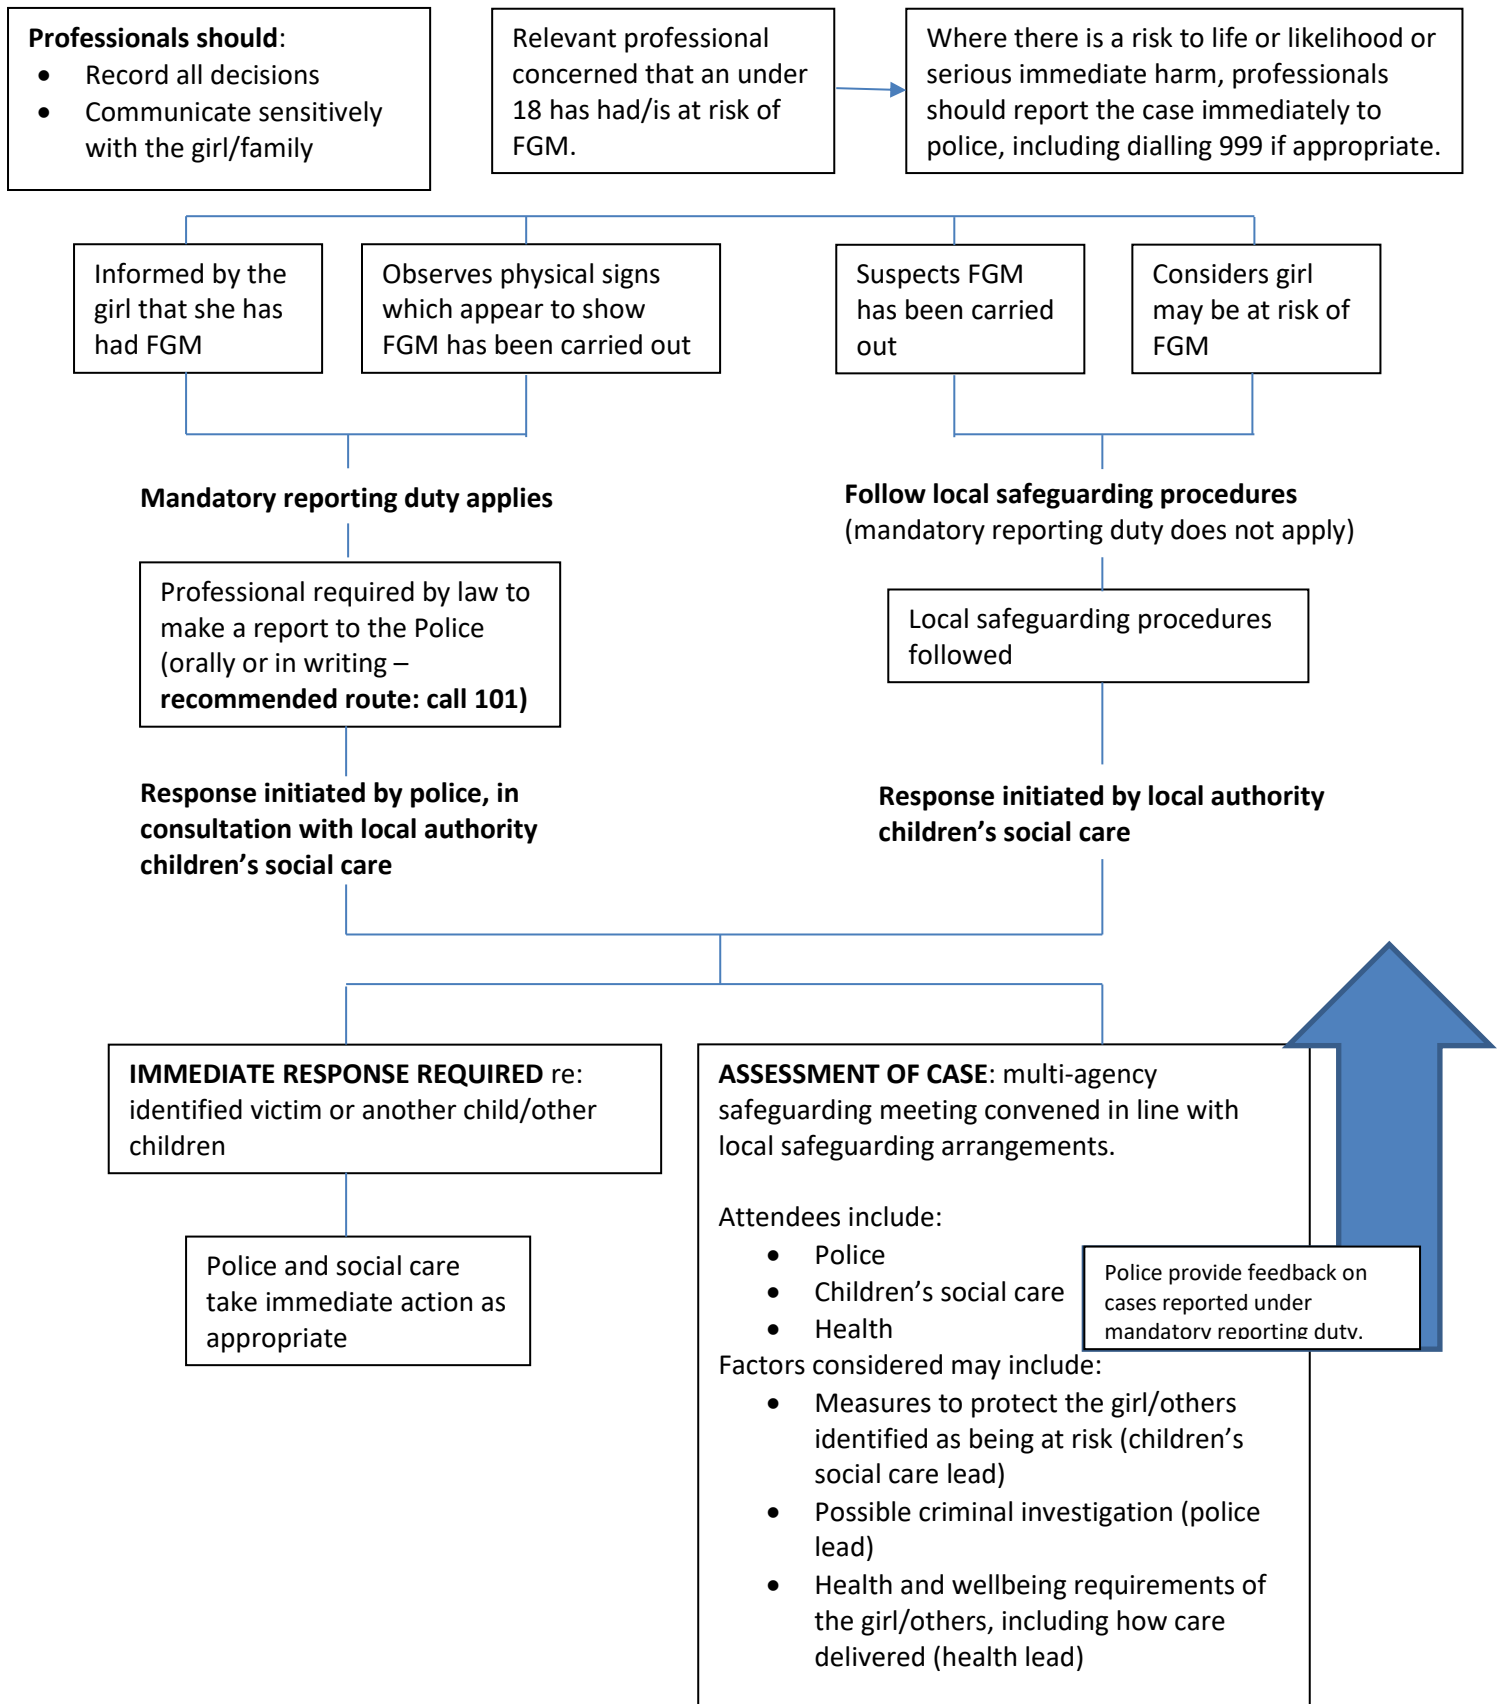 Professionals should:
• Record all decisions
• Communicate sensitively
with the girl/family
Relevant professional
concerned that an under
18 has had/is at risk of
FGM.
Where there is a risk to life or likelihood or
serious immediate harm, professionals
should report the case immediately to
police, including dialling 999 if appropriate.
Informed by the
girl that she has
had FGM
Observes physical signs
which appear to show
FGM has been carried out
Suspects FGM
has been carried
out
Considers girl
may be at risk of
FGM
Mandatory reporting duty applies
Follow local safeguarding procedures
(mandatory reporting duty does not apply)
Professional required by law to
make a report to the Police
(orally or in writing –
recommended route: call 101)
Local safeguarding procedures
followed
Response initiated by police, in
consultation with local authority
children’s social care
Response initiated by local authority
children’s social care
IMMEDIATE RESPONSE REQUIRED re:
identified victim or another child/other
children
Police and social care
take immediate action as
appropriate
ASSESSMENT OF CASE: multi-agency
safeguarding meeting convened in line with
local safeguarding arrangements.
Attendees include:
• Police
• Children’s social care
• Health
Police provide feedback on
cases reported under
mandatory reporting duty.
Factors considered may include:
• Measures to protect the girl/others
identified as being at risk (children’s
social care lead)
• Possible criminal investigation (police
lead)
• Health and wellbeing requirements of
the girl/others, including how care
delivered (health lead)